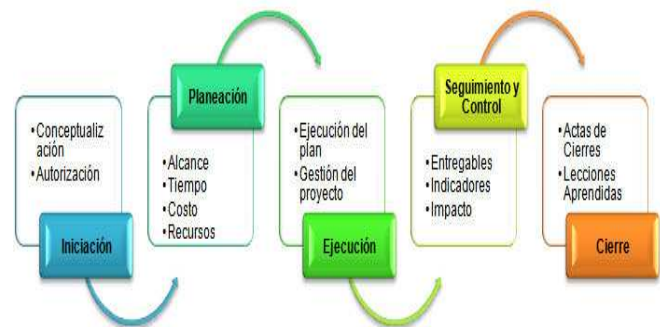 •Conceptualiz
ación
•Autorización
Iniciación
Planeación
•Alcance
•Tiempo
•Costo
•Recursos
•Ejecución del
plan
•Gestión del
proyecto
Ejecución
Seguimiento y
Control
•Entregables
•Indicadores
•Impacto
•Actas de
Cierres
•Lecciones
Aprendidas
Cierre